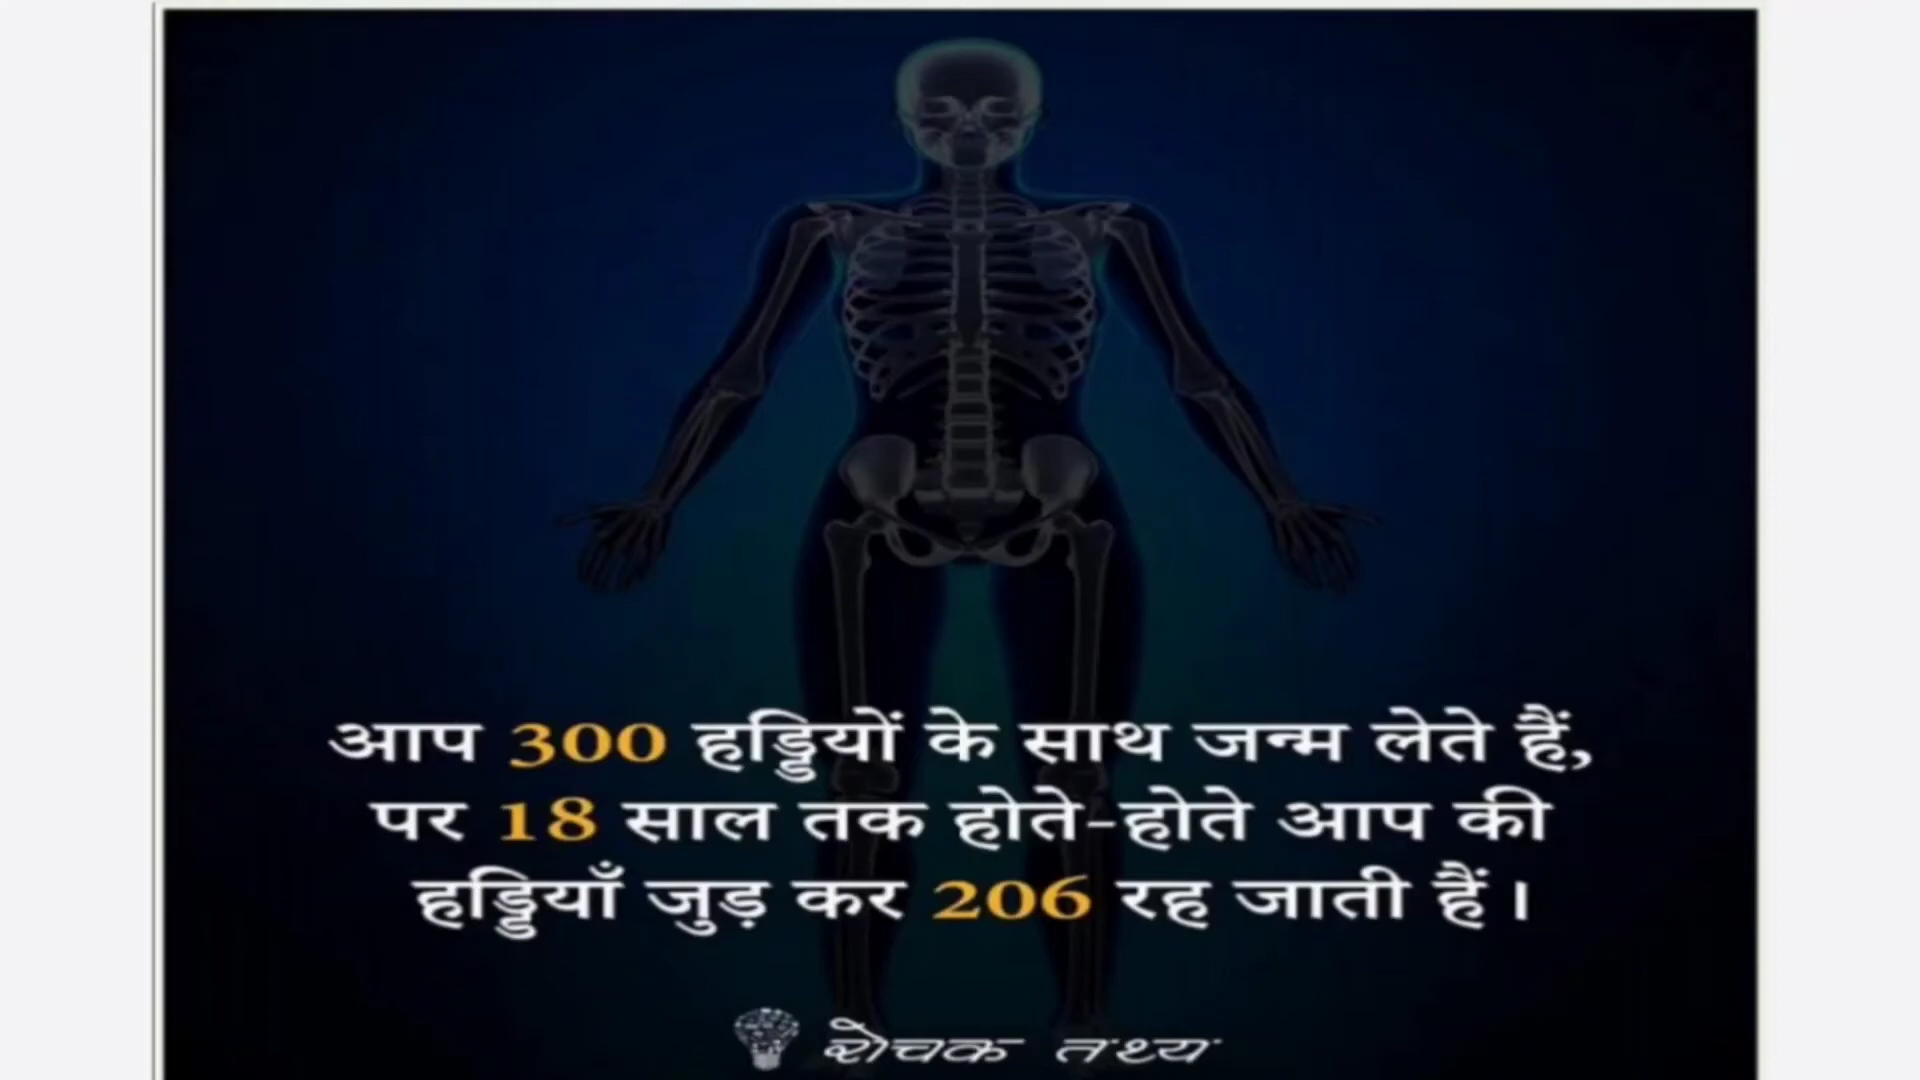 आप 300 हड्डियों के साथ जन्म लेते हैं,
पर 18 साल तक होते-होते आप की
हड्डियाँ जुड़ कर 206 रह जाती हैं।
रोचक तथ्य